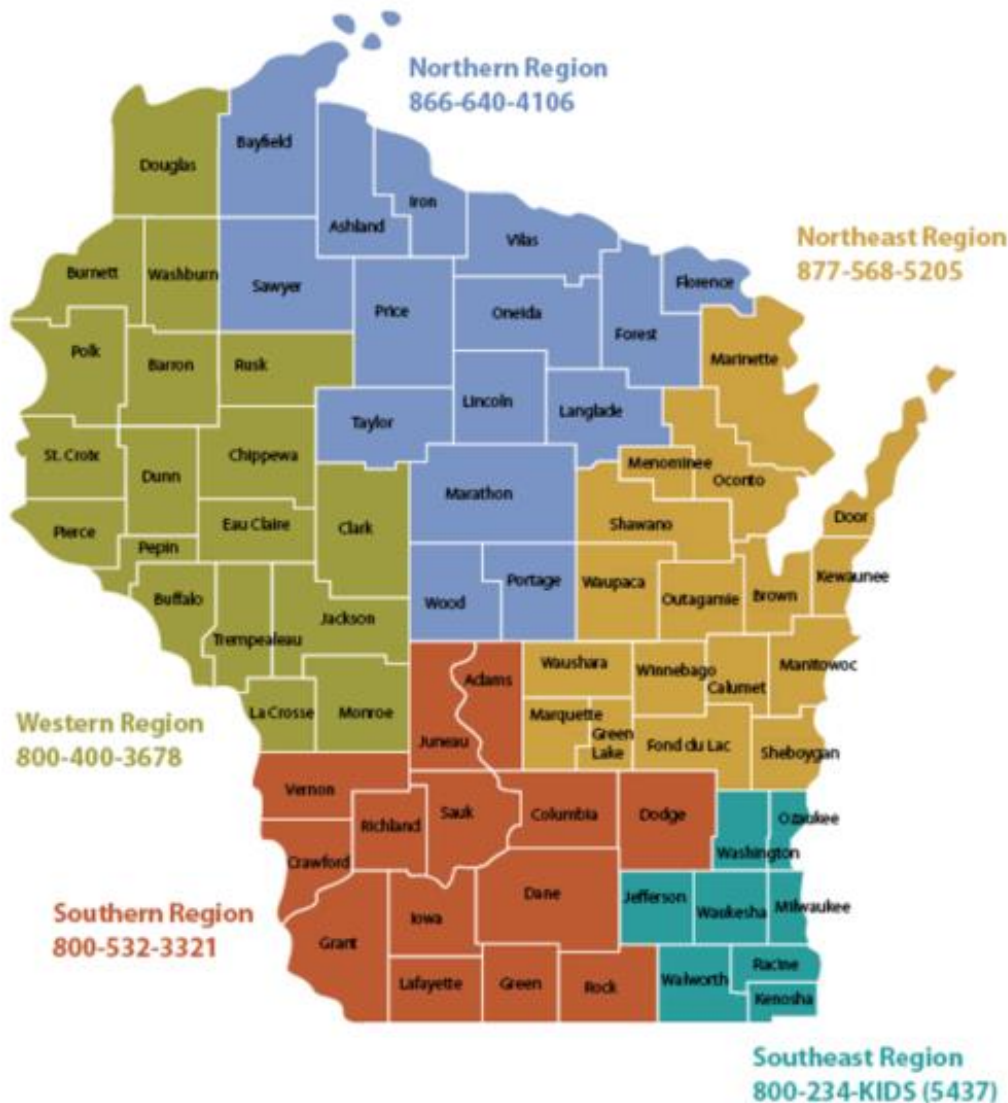 Northern Region
866-640-4106
Bayfield
Douglas
Iron
Ashland
Vilas
Northeast Region
877-568-5205
Burnett
Washburn
Sawyer
Florence
Price
Oneida
Forest
Polk
Barron
Rusk
Marinette
Lincoln
Langlade
Taylor
St. Croix
Chippewa
Menominee
Dunn
Oconto
Marathon
Eau Claire
Clark
Shawano
Door
Pierce
Pepin
Kewaunee
Portage
Waupaca
Brown
Buffalo
Wood
Outagamie
Jackson
Trempealeau
Adams
Waushara
Winnebago
Manitowoc
Calumet
La Crosse
Monroe
Marquette
Western Region
800-400-3678
Juneau
Green
Lake
Fond du Lac
Sheboygan
Vernon
Sauk
Columbia
Dodge
Ozaukee
Richland
Washington
Crawford
Dane
Jefferson
Waukesha
Milwaukee
Southern Region
800-532-3321
Iowa
Grant
Racine
Walworth
Lafayette
Green
Rock
Kenosha
Southeast Region
800-234-KIDS (5437)